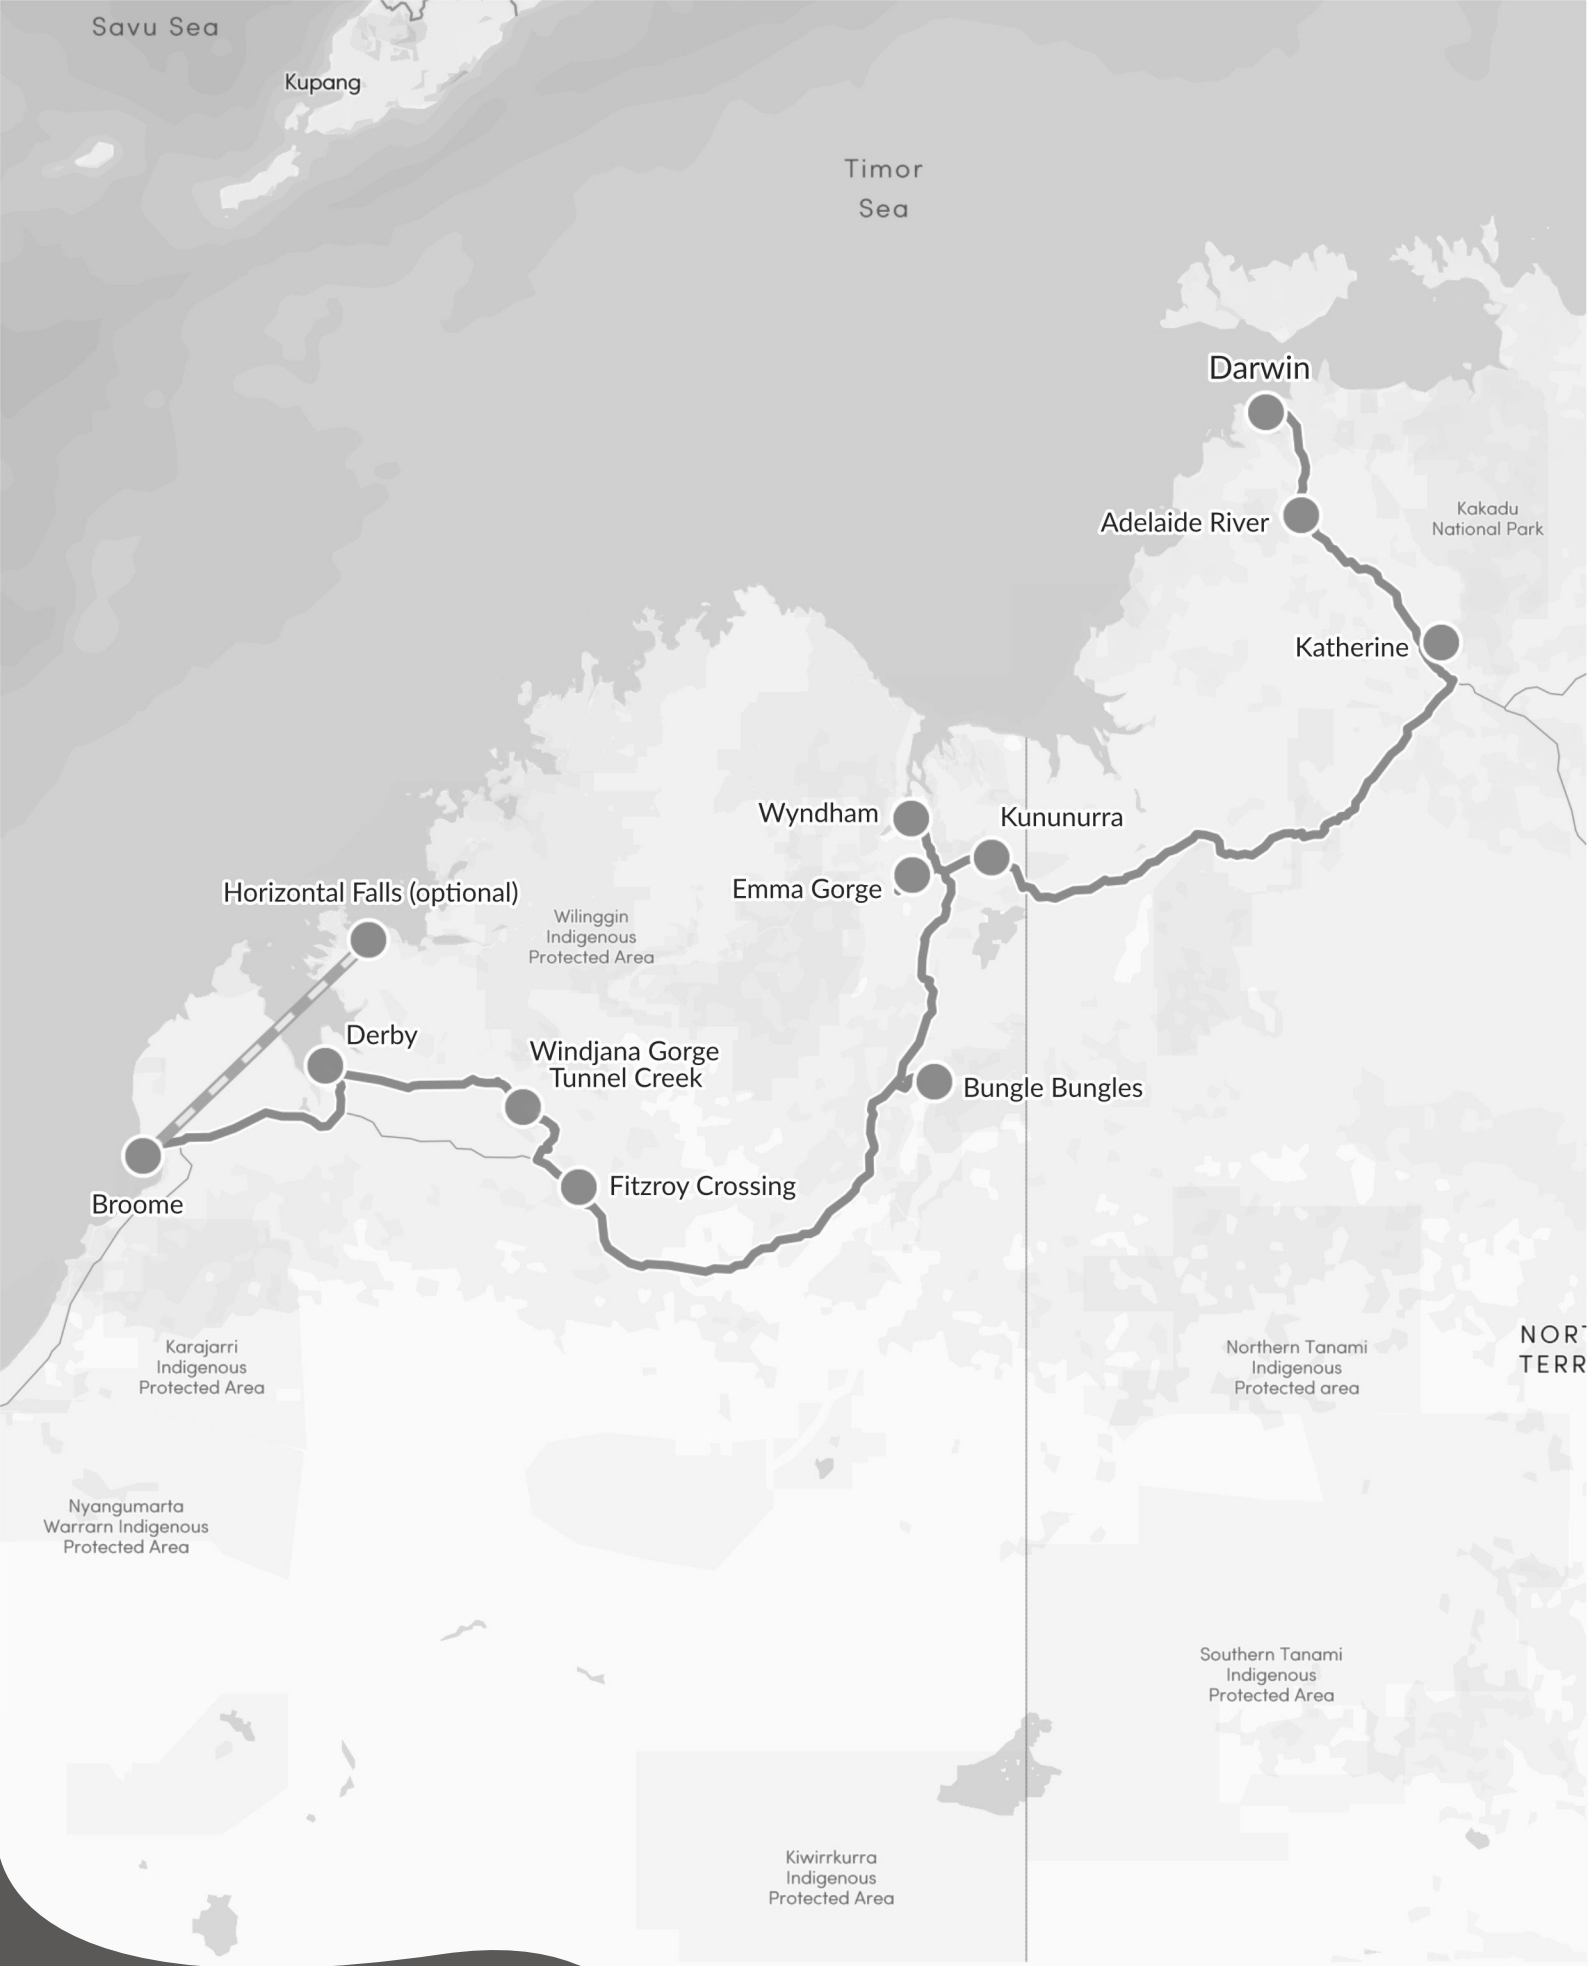 Savu Sea
Kupang
Timor
Sea
Darwin
Adelaide River
Kakadu
National Park
Katherine
Wyndham
Kununurra
Emma Gorge
Horizontal Falls (optional)
Wilinggin
Indigenous
Protected Area
Derby
Windjana Gorge
Tunnel Creek
Bungle Bungles
Broome
Fitzroy Crossing
Karajarri
Indigenous
Protected Area
Northern Tanami
Indigenous
Protected area
NORT
TERR
Nyangumarta
Warrarn Indigenous
Protected Area
Southern Tanami
Indigenous
Protected Area
Kiwirrkurra
Indigenous
Protected Area